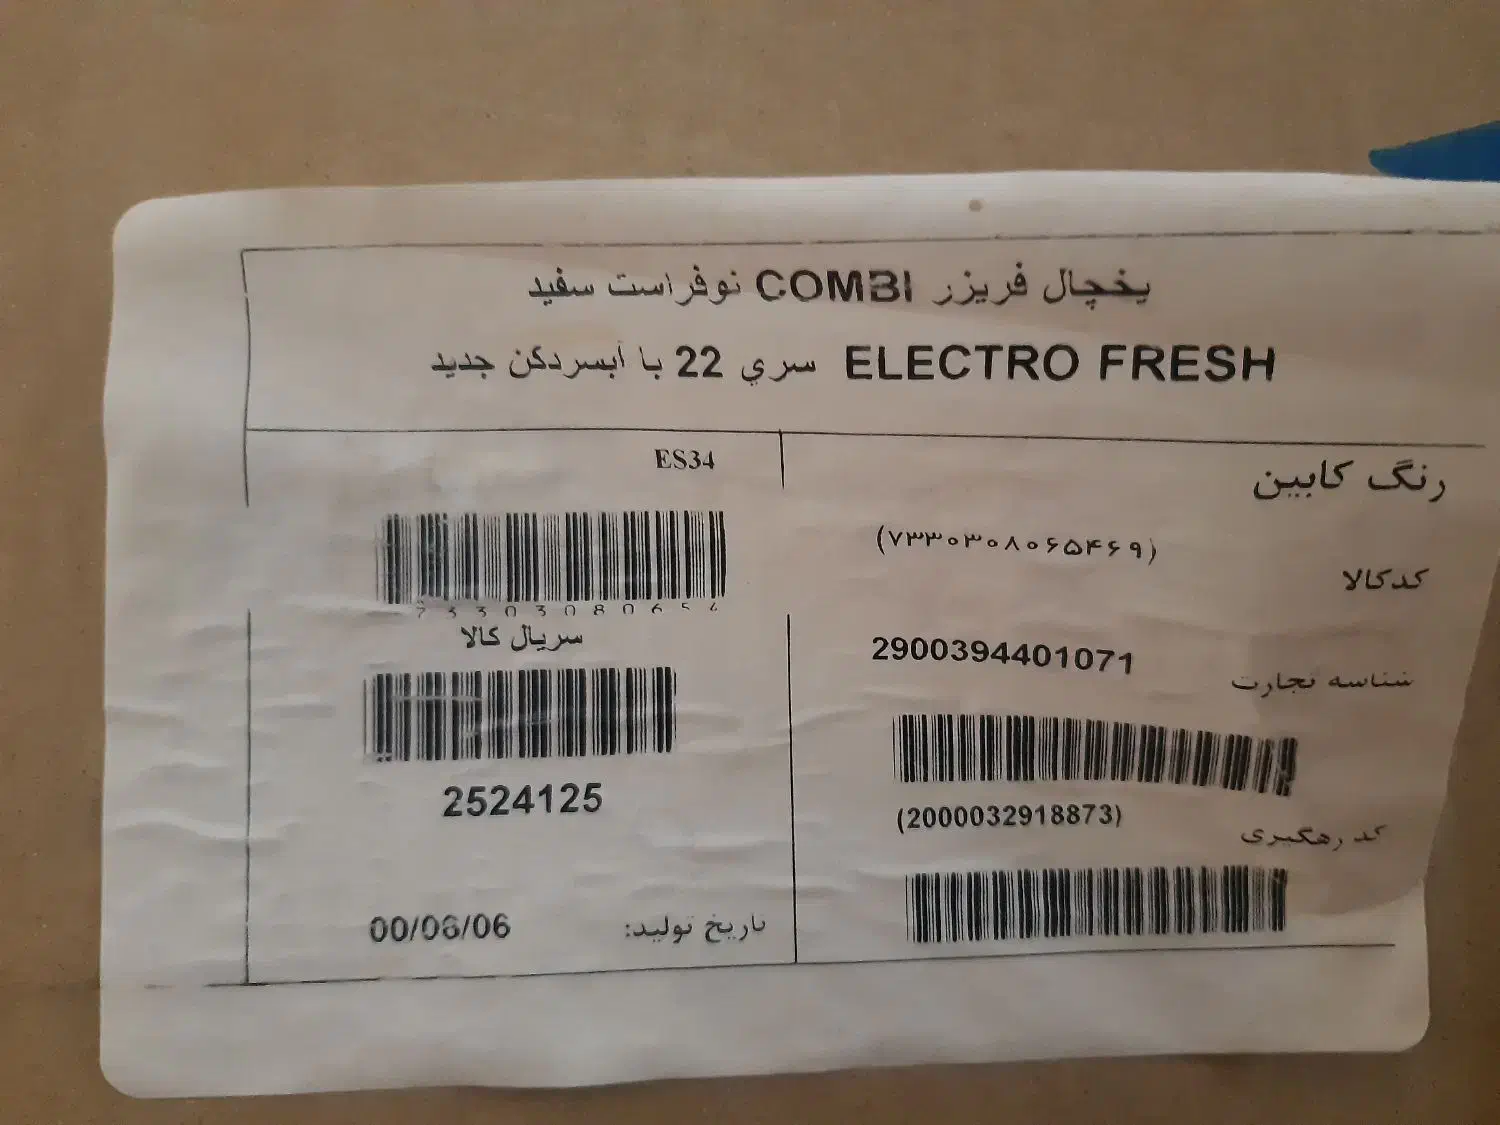 یخچال فریزر COMBI نوفراست سفید
ELECTRO FRESH سري 22 با آبسردکن جدید
رنگ کابین
(۷۳۳۰۳۰۸۰۶۵۴۶۹)
کدکالا
2900394401071
شناسه تجارت
(2000032918873)
کد رهگیری
ES34
سریال کالا
2524125
تاریخ تولید: 00/06/06